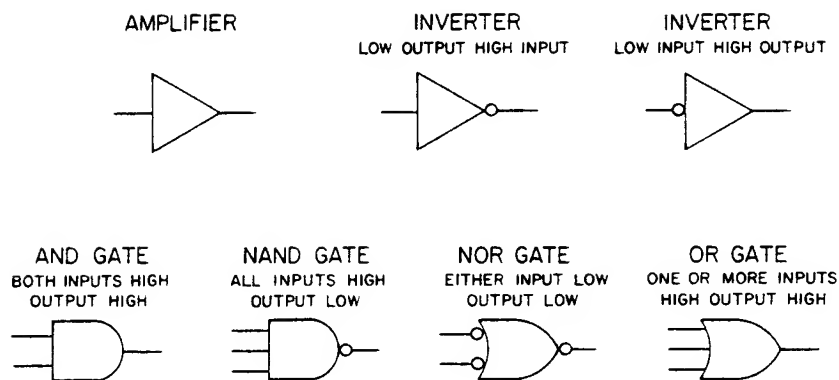 AMPLIFIER
INVERTER
LOW OUTPUT HIGH INPUT
INVERTER
LOW INPUT HIGH OUTPUT
AND GATE
BOTH INPUTS HIGH
OUTPUT HIGH
NAND GATE
ALL INPUTS HIGH
OUTPUT LOW
NOR GATE
EITHER INPUT LOW
OUTPUT LOW
OR GATE
ONE OR MORE INPUTS
HIGH OUTPUT HIGH